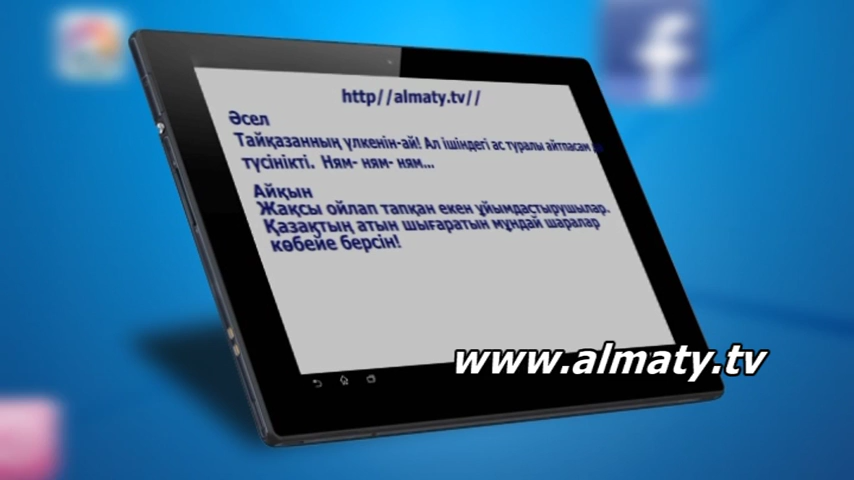 http//almaty.tv//
Әсел
Тайқазанның үлкенін-ай! Ал ішіндегі ас туралы айтпасам да
түсінікті. Ням- ням- ням...
Айқын
Жақсы ойлап тапқан екен ұйымдастырушылар.
Қазақтың атын шығаратын мұндай шаралар
көбейе берсін!
www.almaty.tv